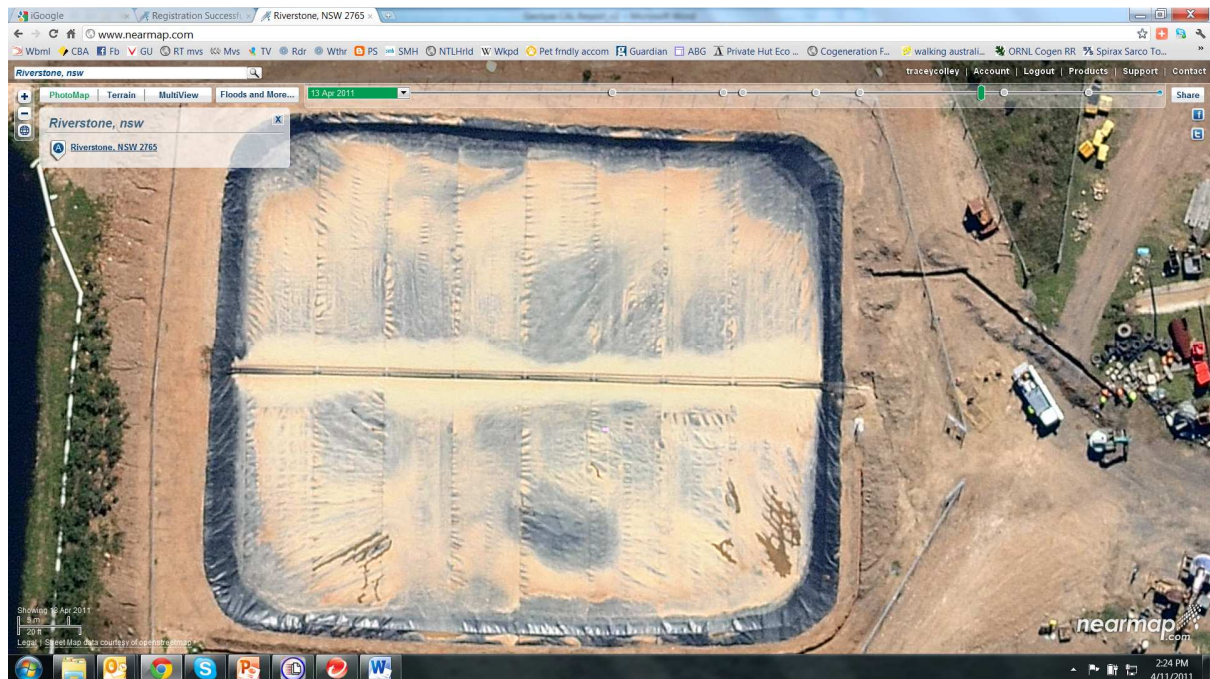 iGoogle
Registration Successfu
Riverstone, NSW 2765
www.nearmap.com
Wbml CBA Fb GU RT mvs Mvs TV Rdr Wthr PS SMH NTLHrld Wkpd Pet frndly accom Guardian ABG Private Hut Eco ... Cogeneration F... walking australi... ORNL Cogen RR Spirax Sarco To... »
Riverstone, nsw
traceycolley | Account | Logout | Products | Support | Contact
PhotoMap Terrain MultiView Floods and More... 13 Apr 2011 Share
Riverstone, nsw X
A Riverstone, NSW 2765
Showing 13 Apr 2011
5 m
20 ft
Legal | Street Map data courtesy of openstreetmap
nearmap.com
2:24 PM
4/11/2011